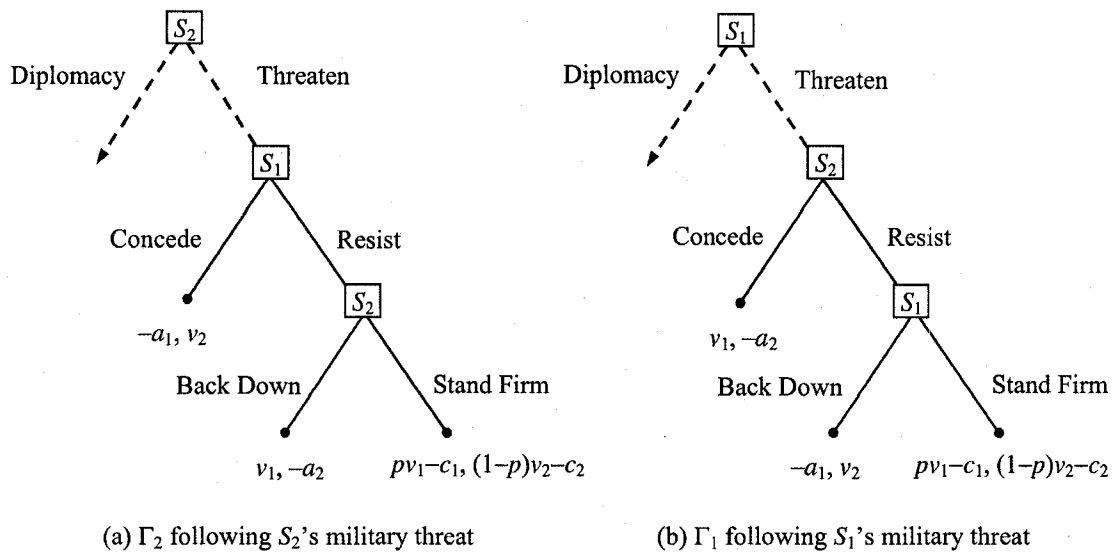 S₂
Diplomacy
Threaten
S₁
Concede
Resist
S₂
–a₁, v₂
Back Down
Stand Firm
v₁, –a₂
pv₁–c₁, (1–p)v₂–c₂
(a) Γ₂ following S₂'s military threat
S₁
Diplomacy
Threaten
S₂
Concede
Resist
S₁
v₁, –a₂
Back Down
Stand Firm
–a₁, v₂
pv₁–c₁, (1–p)v₂–c₂
(b) Γ₁ following S₁'s military threat